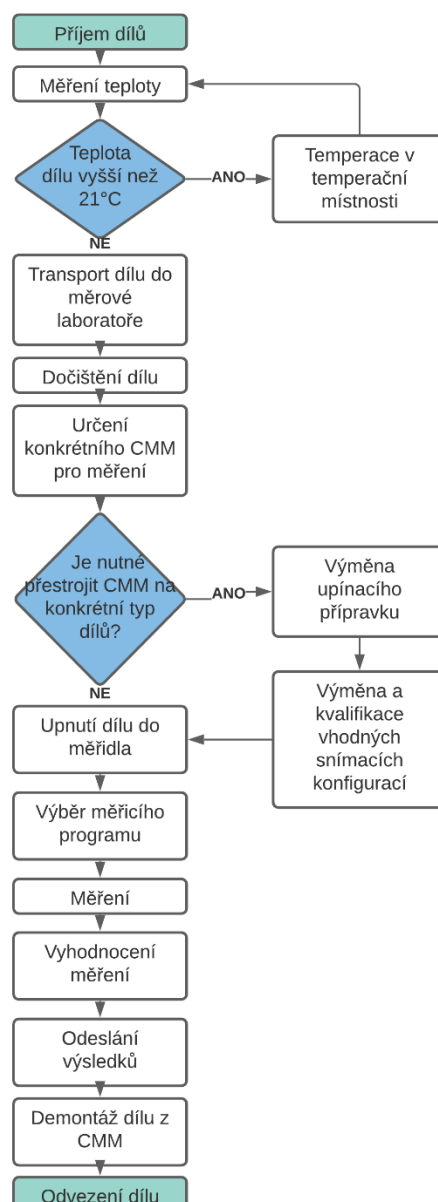 Příjem dílů
Měření teploty
Teplota
dílu vyšší než
21°C
ANO
Temperace v
temperační
místnosti
NE
Transport dílu do
měrové
laboratoře
Dočištění dílu
Určení
konkrétního CMM
pro měření
Je nutné
přestrojit CMM na
konkrétní typ
dílů?
ANO
Výměna
upínacího
přípravku
NE
Výměna a
kvalifikace
vhodných
snímacích
konfigurací
Upnutí dílu do
měřidla
Výběr měřicího
programu
Měření
Vyhodnocení
měření
Odeslání
výsledků
Demontáž dílu z
CMM
Odvezení dílu